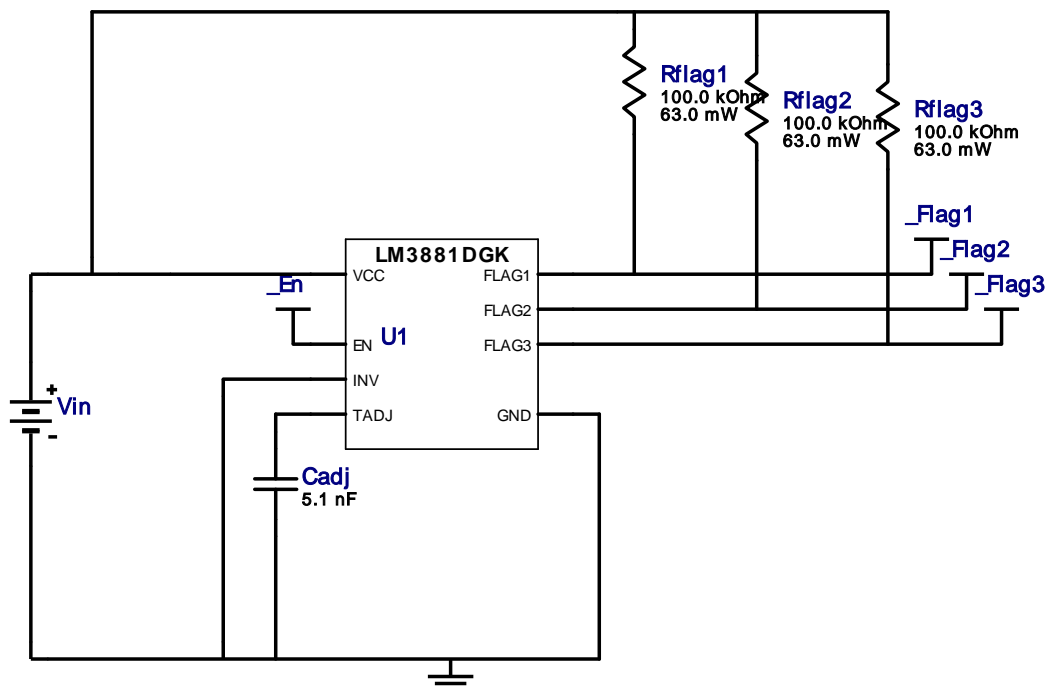 Rflag1
100.0 kOhm
63.0 mW
Rflag2
100.0 kOhm
63.0 mW
Rflag3
100.0 kOhm
63.0 mW
_Flag1
_Flag2
_Flag3
LM3881DGK
VCC
FLAG1
_En
FLAG2
EN
U1
FLAG3
INV
TADJ
GND
+
Vin
-
Cadj
5.1 nF